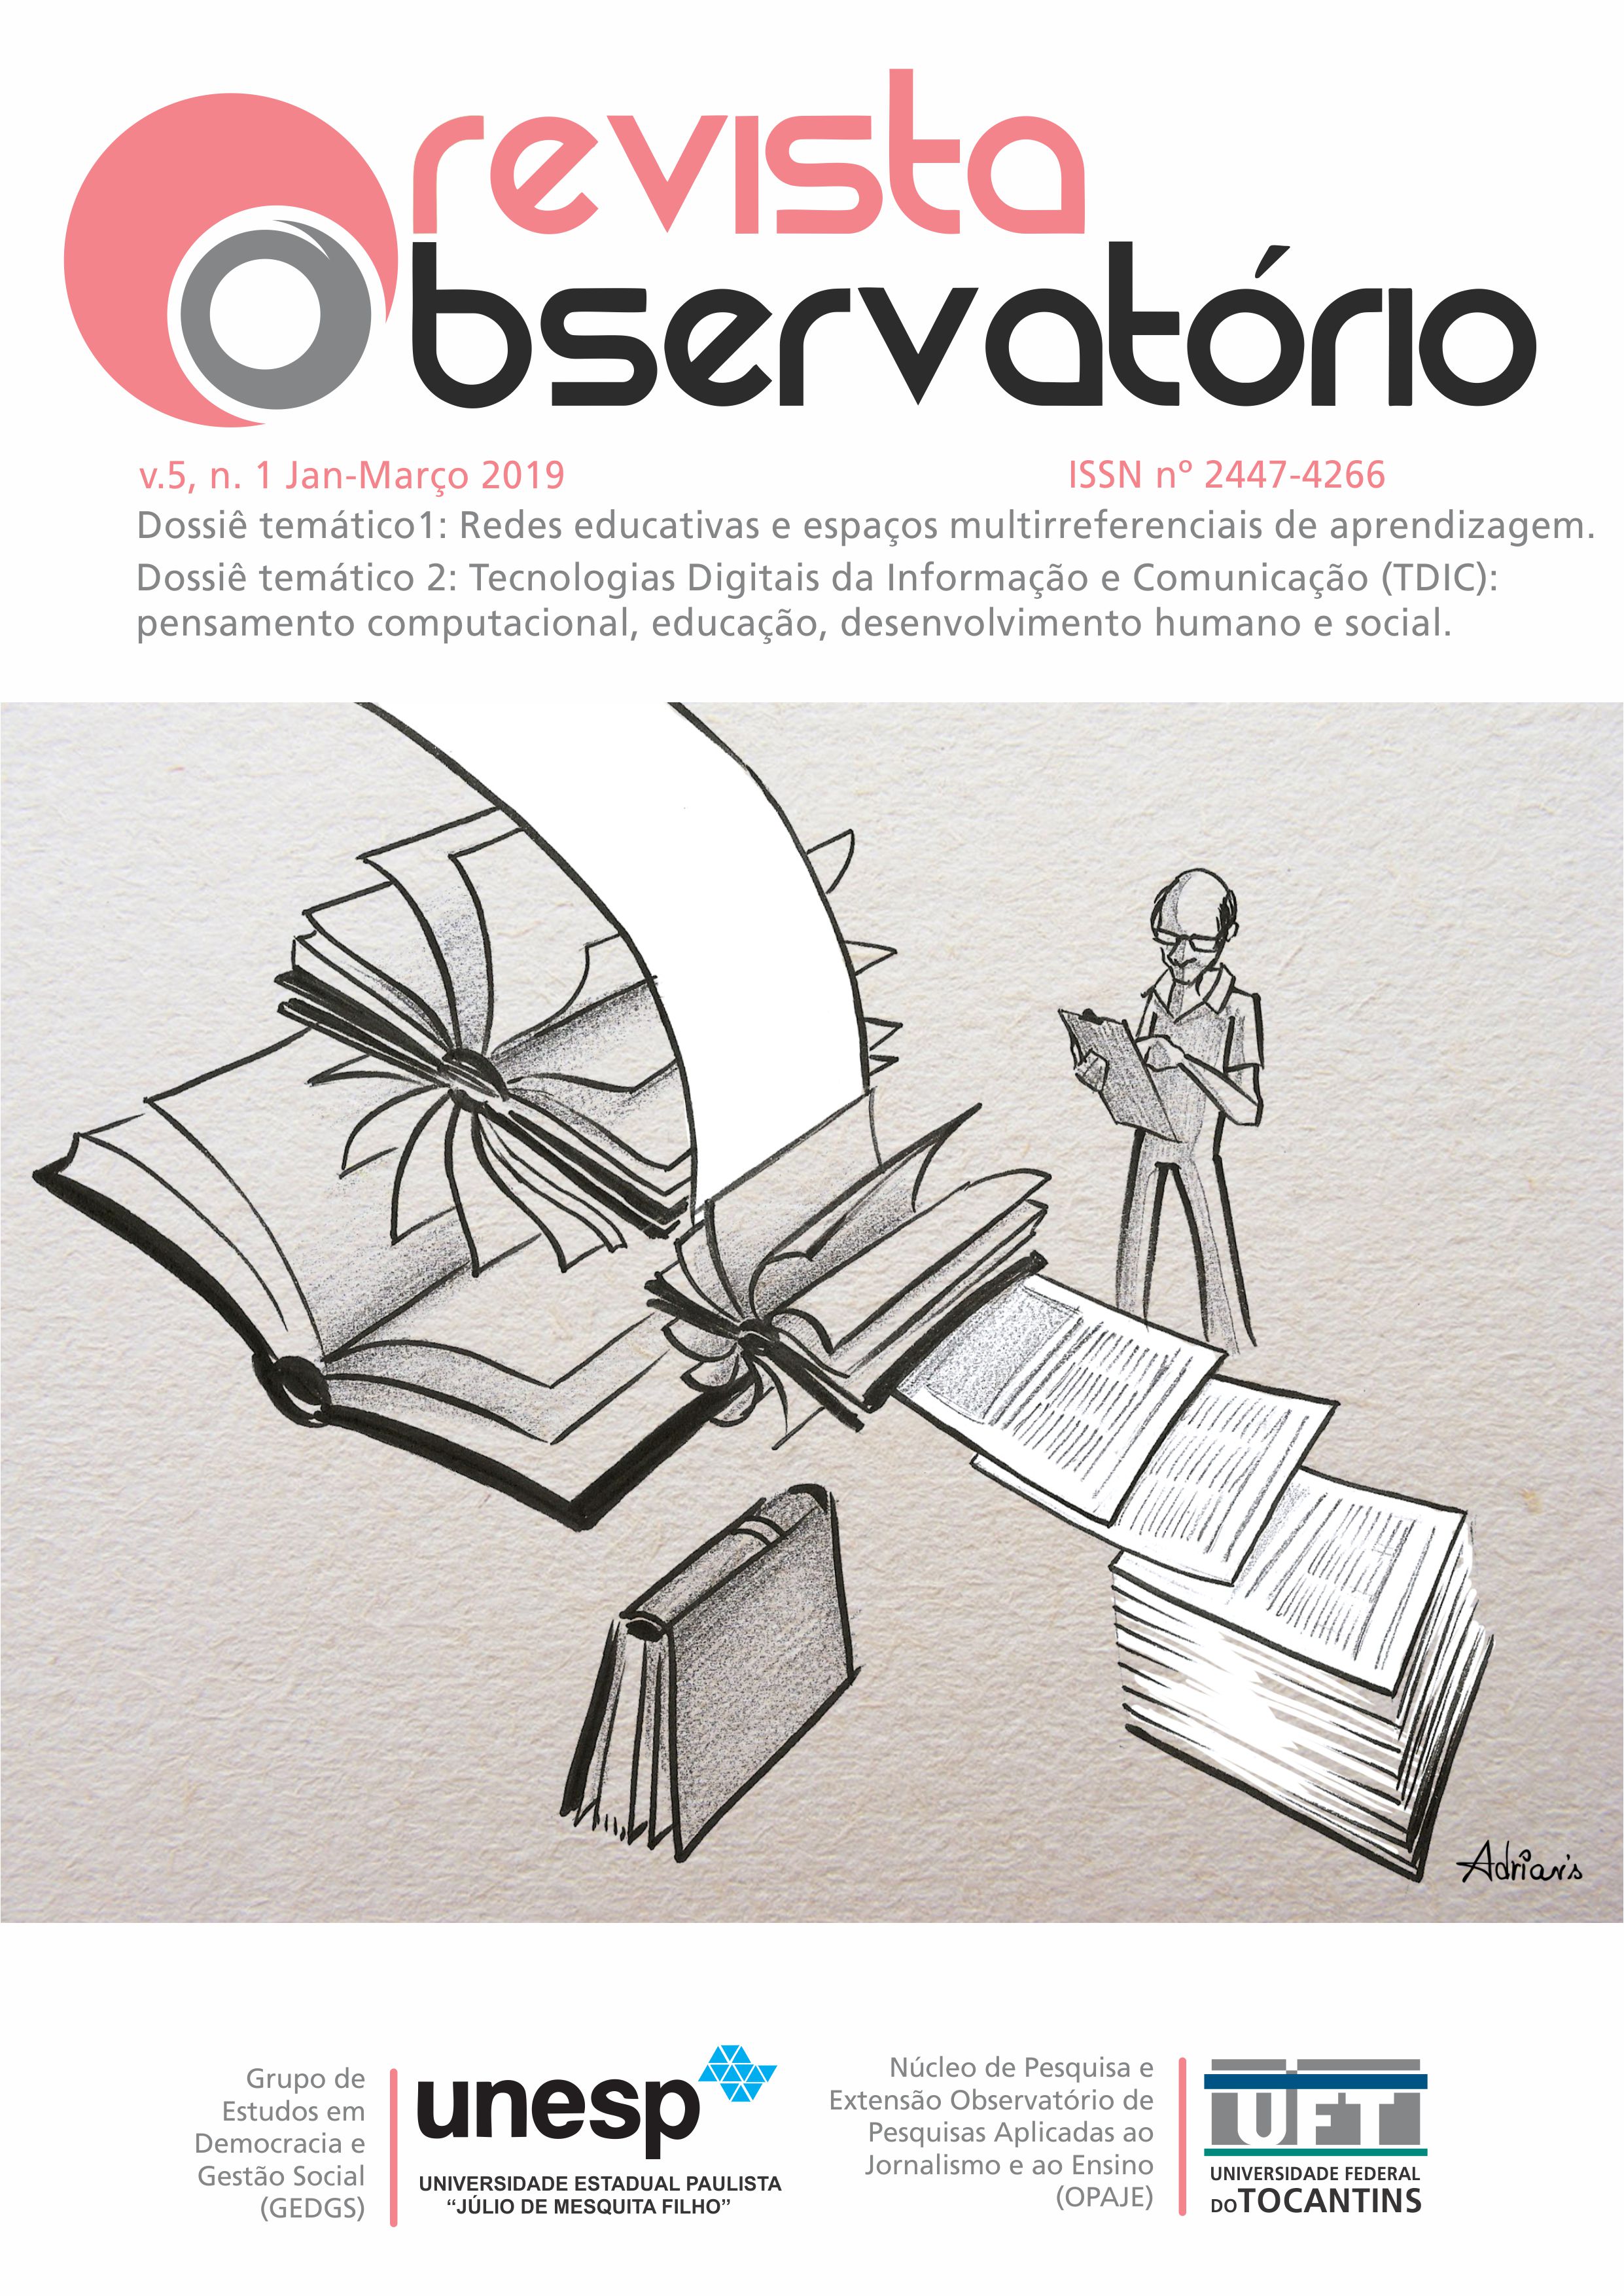 revista
Observatório
v.5, n. 1 Jan-Março 2019
ISSN nº 2447-4266
Dossiê temático1: Redes educativas e espaços multirreferenciais de aprendizagem.
Dossiê temático 2: Tecnologias Digitais da Informação e Comunicação (TDIC):
pensamento computacional, educação, desenvolvimento humano e social.
Adrian's
Grupo de
Estudos em
Democracia e
Gestão Social
(GEDGS)
unesp
UNIVERSIDADE ESTADUAL PAULISTA
“JÚLIO DE MESQUITA FILHO”
Núcleo de Pesquisa e
Extensão Observatório de
Pesquisas Aplicadas ao
Jornalismo e ao Ensino
(OPAJE)
UFT
UNIVERSIDADE FEDERAL
DO TOCANTINS